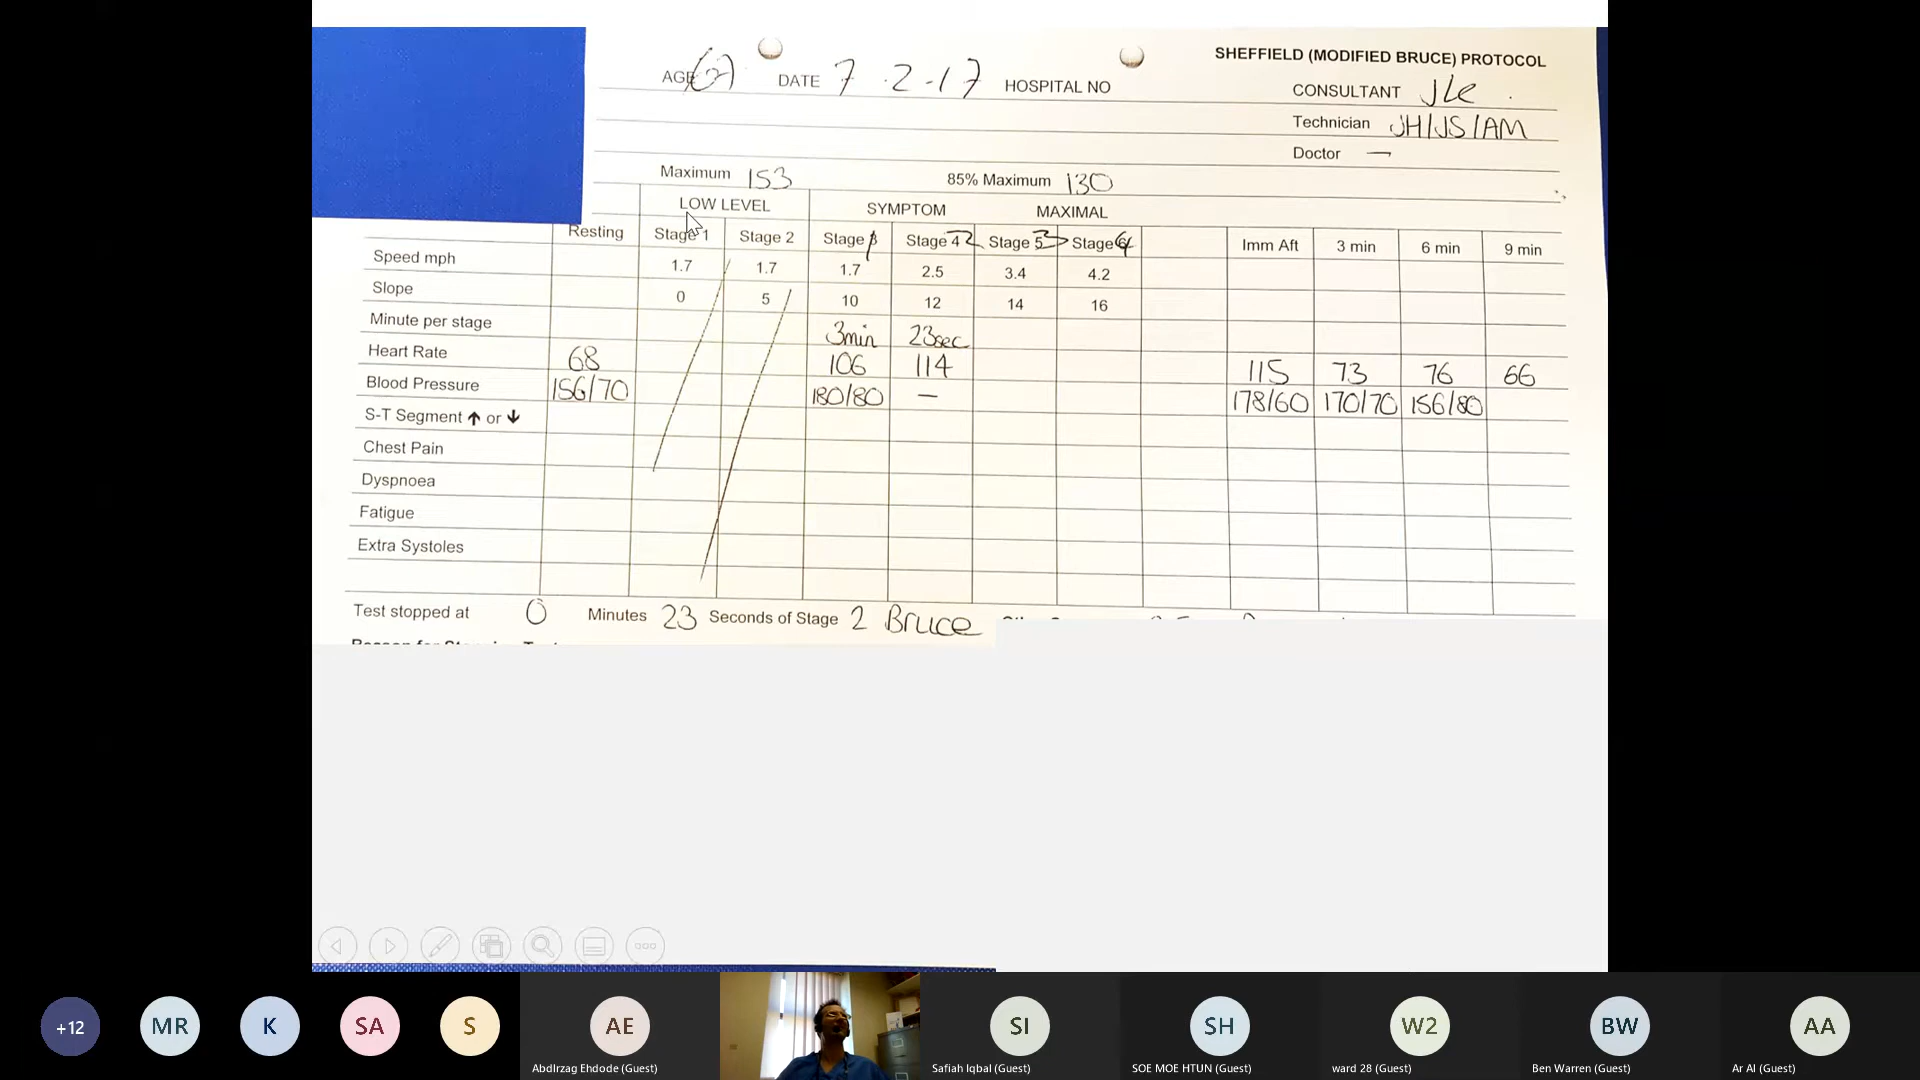 SHEFFIELD (MODIFIED BRUCE) PROTOCOL
AGE 67 DATE 7.2.17 HOSPITAL NO CONSULTANT JLe
Technician JH/JS/AM
Doctor —
Maximum 153 85% Maximum 130
LOW LEVEL SYMPTOM MAXIMAL
Resting Stage 1 Stage 2 Stage 1 Stage 2 Stage 3 Stage 4 Imm Aft 3 min 6 min 9 min
Speed mph 1.7 1.7 1.7 2.5 3.4 4.2
Slope 0 5 10 12 14 16
Minute per stage 3min 23sec
Heart Rate 68 106 114 115 73 76 66
Blood Pressure 156/70 180/80 — 178/60 170/70 156/80
S-T Segment ↑ or ↓
Chest Pain
Dyspnoea
Fatigue
Extra Systoles
Test stopped at 0 Minutes 23 Seconds of Stage 2 Bruce
+12 MR K SA S AE SI SH W2 BW AA
Abdlrzag Ehdode (Guest) Safiah Iqbal (Guest) SOE MOE HTUN (Guest) ward 28 (Guest) Ben Warren (Guest) Ar Al (Guest)